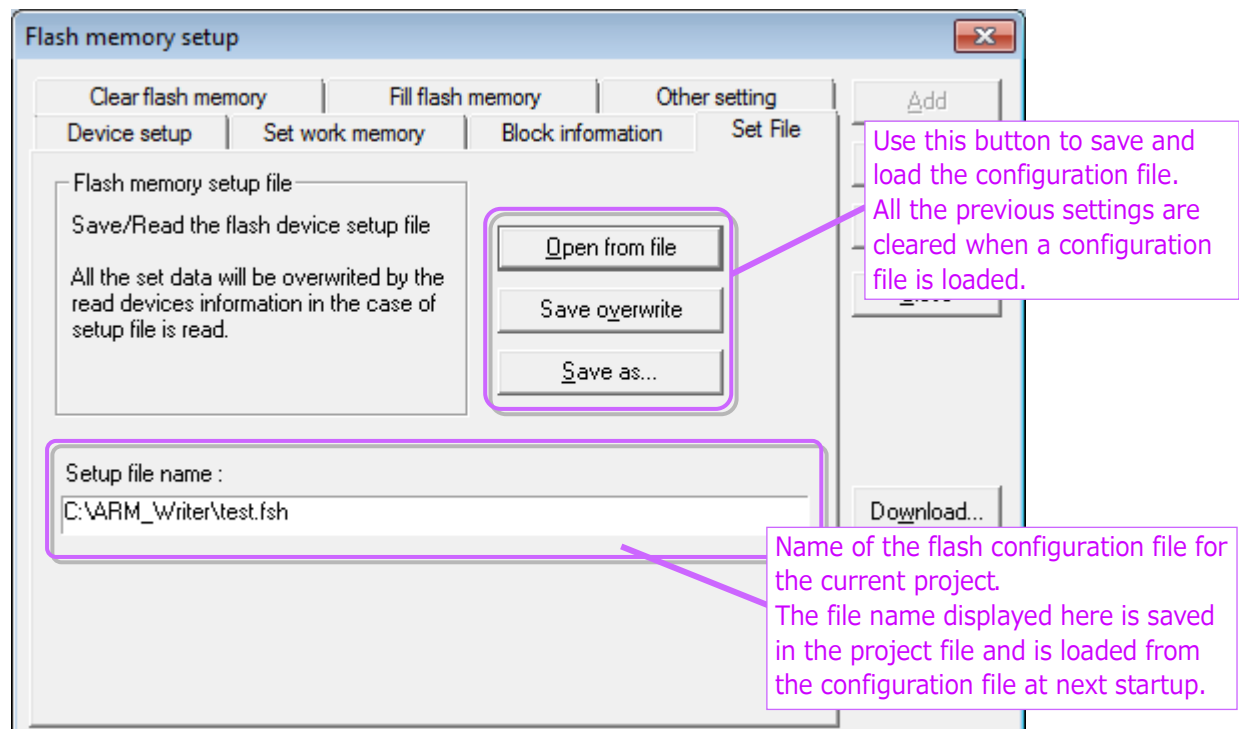 Flash memory setup
Clear flash memory
Fill flash memory
Other setting
Add
Device setup
Set work memory
Block information
Set File
Use this button to save and
load the configuration file.
All the previous settings are
cleared when a configuration
file is loaded.
Flash memory setup file
Save/Read the flash device setup file
All the set data will be overwrited by the
read devices information in the case of
setup file is read.
Open from file
Save overwrite
Save as...
Setup file name :
C:\ARM_Writer\test.fsh
Download...
Name of the flash configuration file for
the current project.
The file name displayed here is saved
in the project file and is loaded from
the configuration file at next startup.